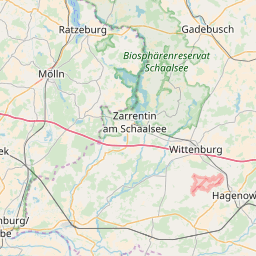 Ratzeburg
Gadebusch
Biosphärenreservat
Schaalsee
Mölln
Zarrentin
am Schaalsee
Wittenburg
Hagenow